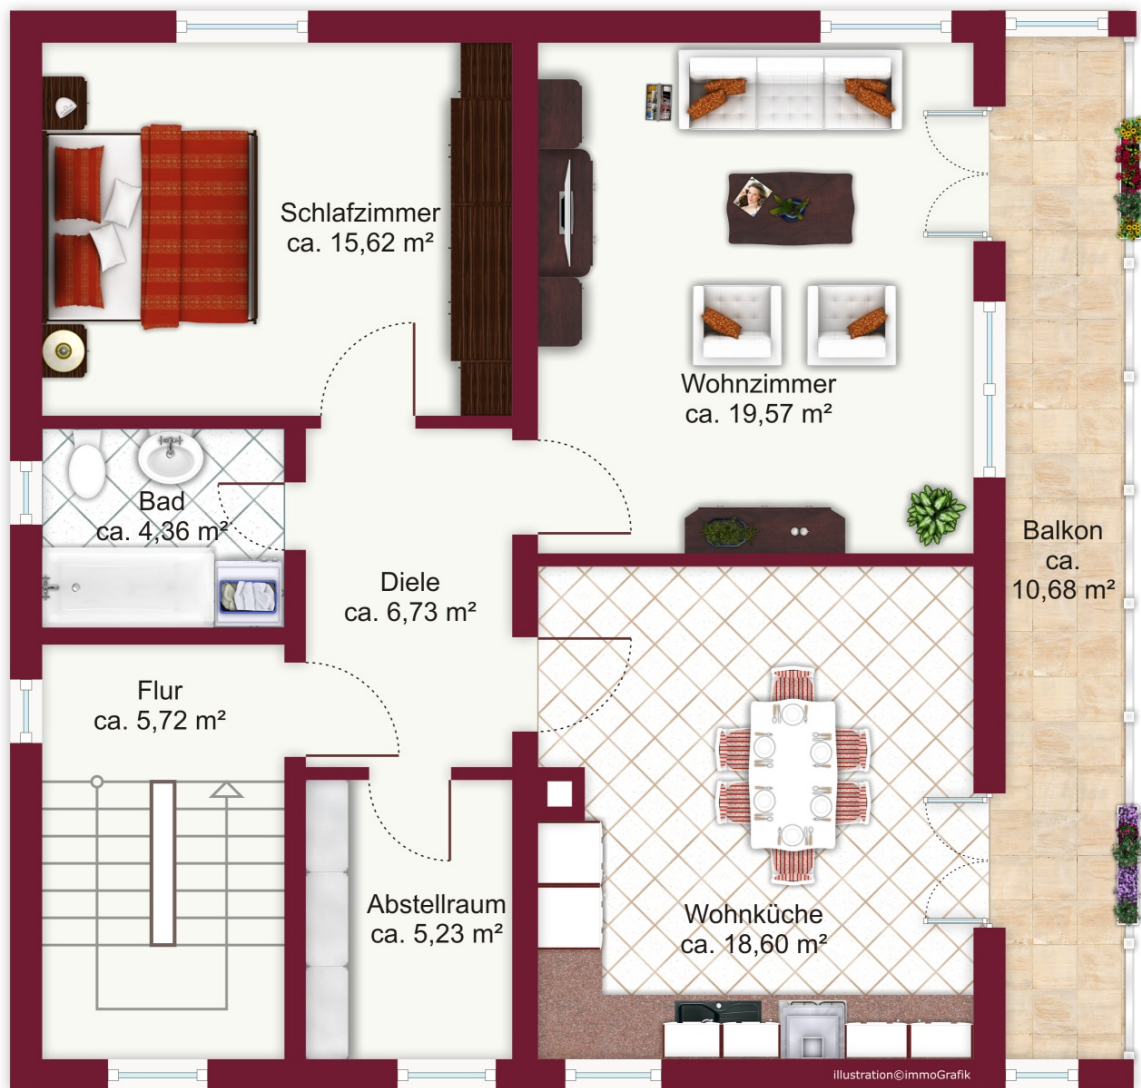 Schlafzimmer
ca. 15,62 m²
Wohnzimmer
ca. 19,57 m²
Bad
ca. 4,36 m²
Diele
ca. 6,73 m²
Balkon
ca.
10,68 m²
Flur
ca. 5,72 m²
Abstellraum
ca. 5,23 m²
Wohnküche
ca. 18,60 m²
illustration©immoGrafik